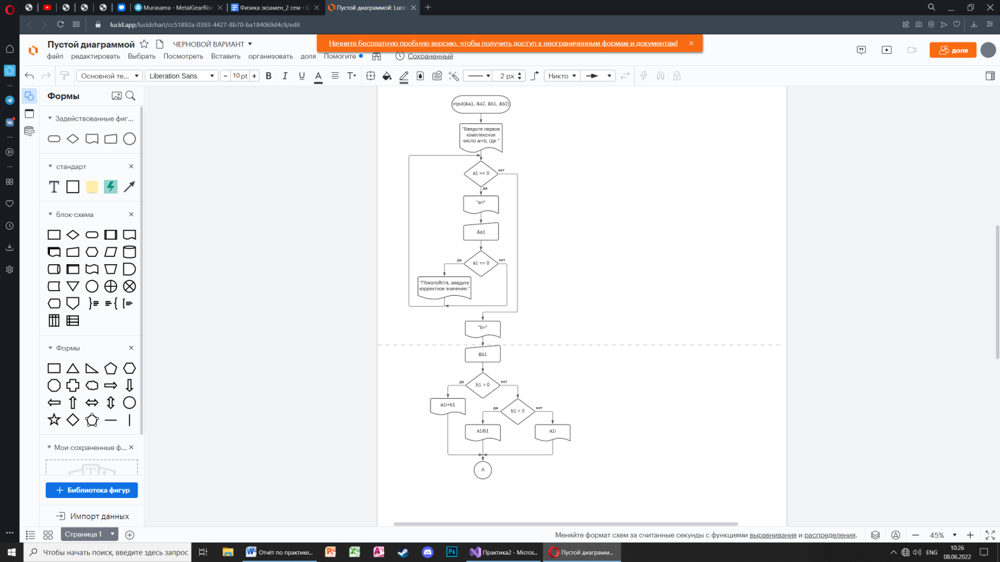 Murasama - MetalGearRisi
Физика экзамен_2 сем - G
Пустой диаграммой: Lucid
lucid.app/lucidchart/cc51892a-0393-4427-8b70-ba184069d4c9/edit
Пустой диаграммой
ЧЕРНОВОЙ ВАРИАНТ
Начните бесплатную пробную версию, чтобы получить доступ к неограниченным формам и документам!
файл редактировать Выбрать Посмотреть Вставить организовать доля Помогите Сохраненный
доля
Основной те... Liberation Sans 10 pt B I U A T 2 px Никто
Формы
Задействованные фиг...
стандарт
T
блок-схема
Формы
Мои сохраненные ф...
+ Библиотека фигур
Импорт данных
input(&a1, &a2, &b1, &b2)
"Введите первое
комплексное
число ai+b, где "
a1 == 0
нет
да
"a="
&a1
a1 == 0
да
нет
"Пожалуйста, введите
корректное значение."
"b="
&b1
b1 > 0
да
нет
a1i+b1
b1 < 0
да
нет
a1ib1
a1i
A
Страница 1
Меняйте формат схем за считанные секунды с функциями выравнивания и распределения.
45%
Чтобы начать поиск, введите здесь запрос
Отчёт по практике...
Практика2 - Micros...
Пустой диаграмм...
ENG
10:26
08.06.2022